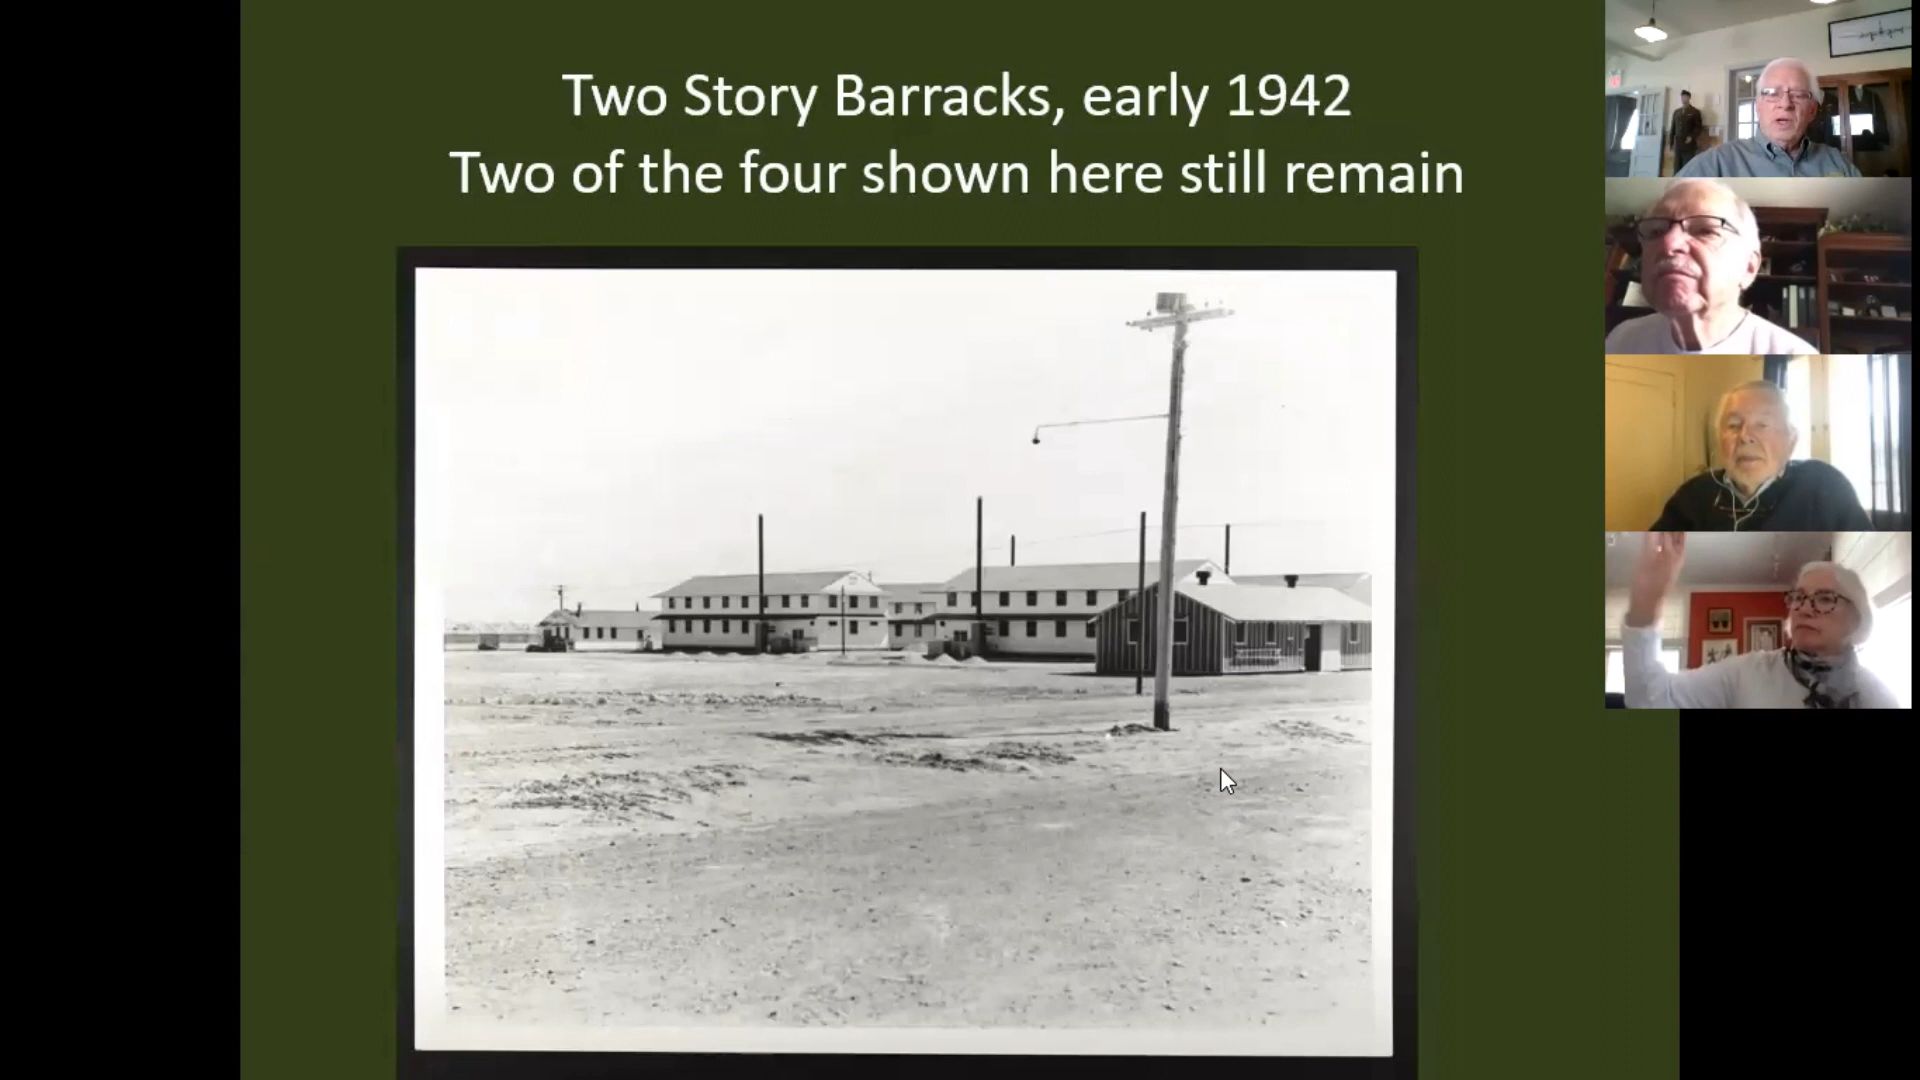 Two Story Barracks, early 1942
Two of the four shown here still remain